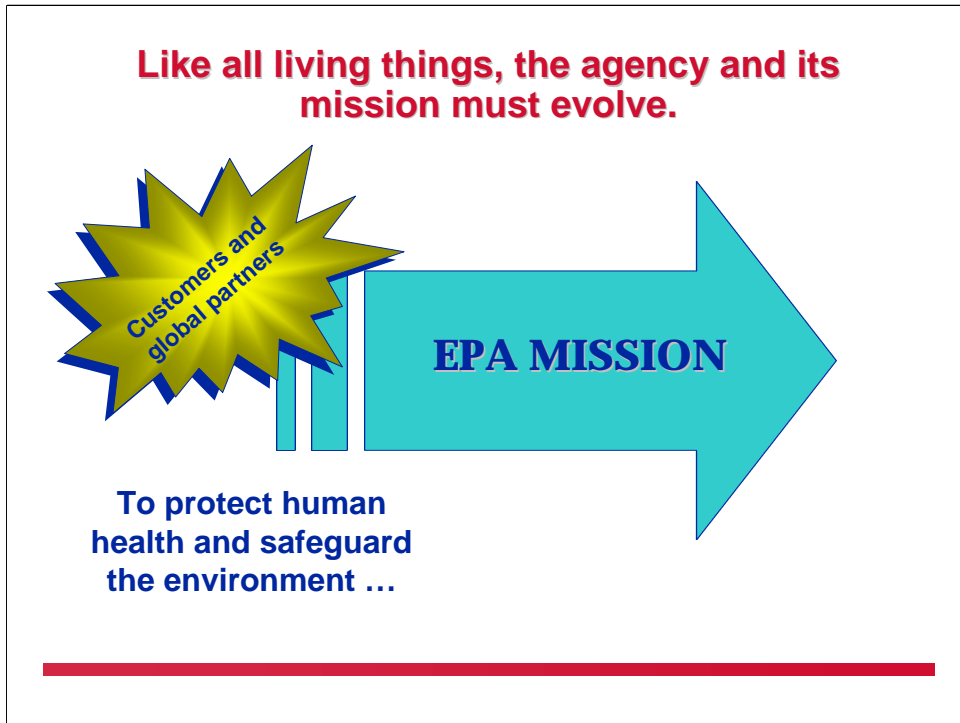 Like all living things, the agency and its
mission must evolve.
Customers and
global partners
EPA MISSION
To protect human
health and safeguard
the environment …